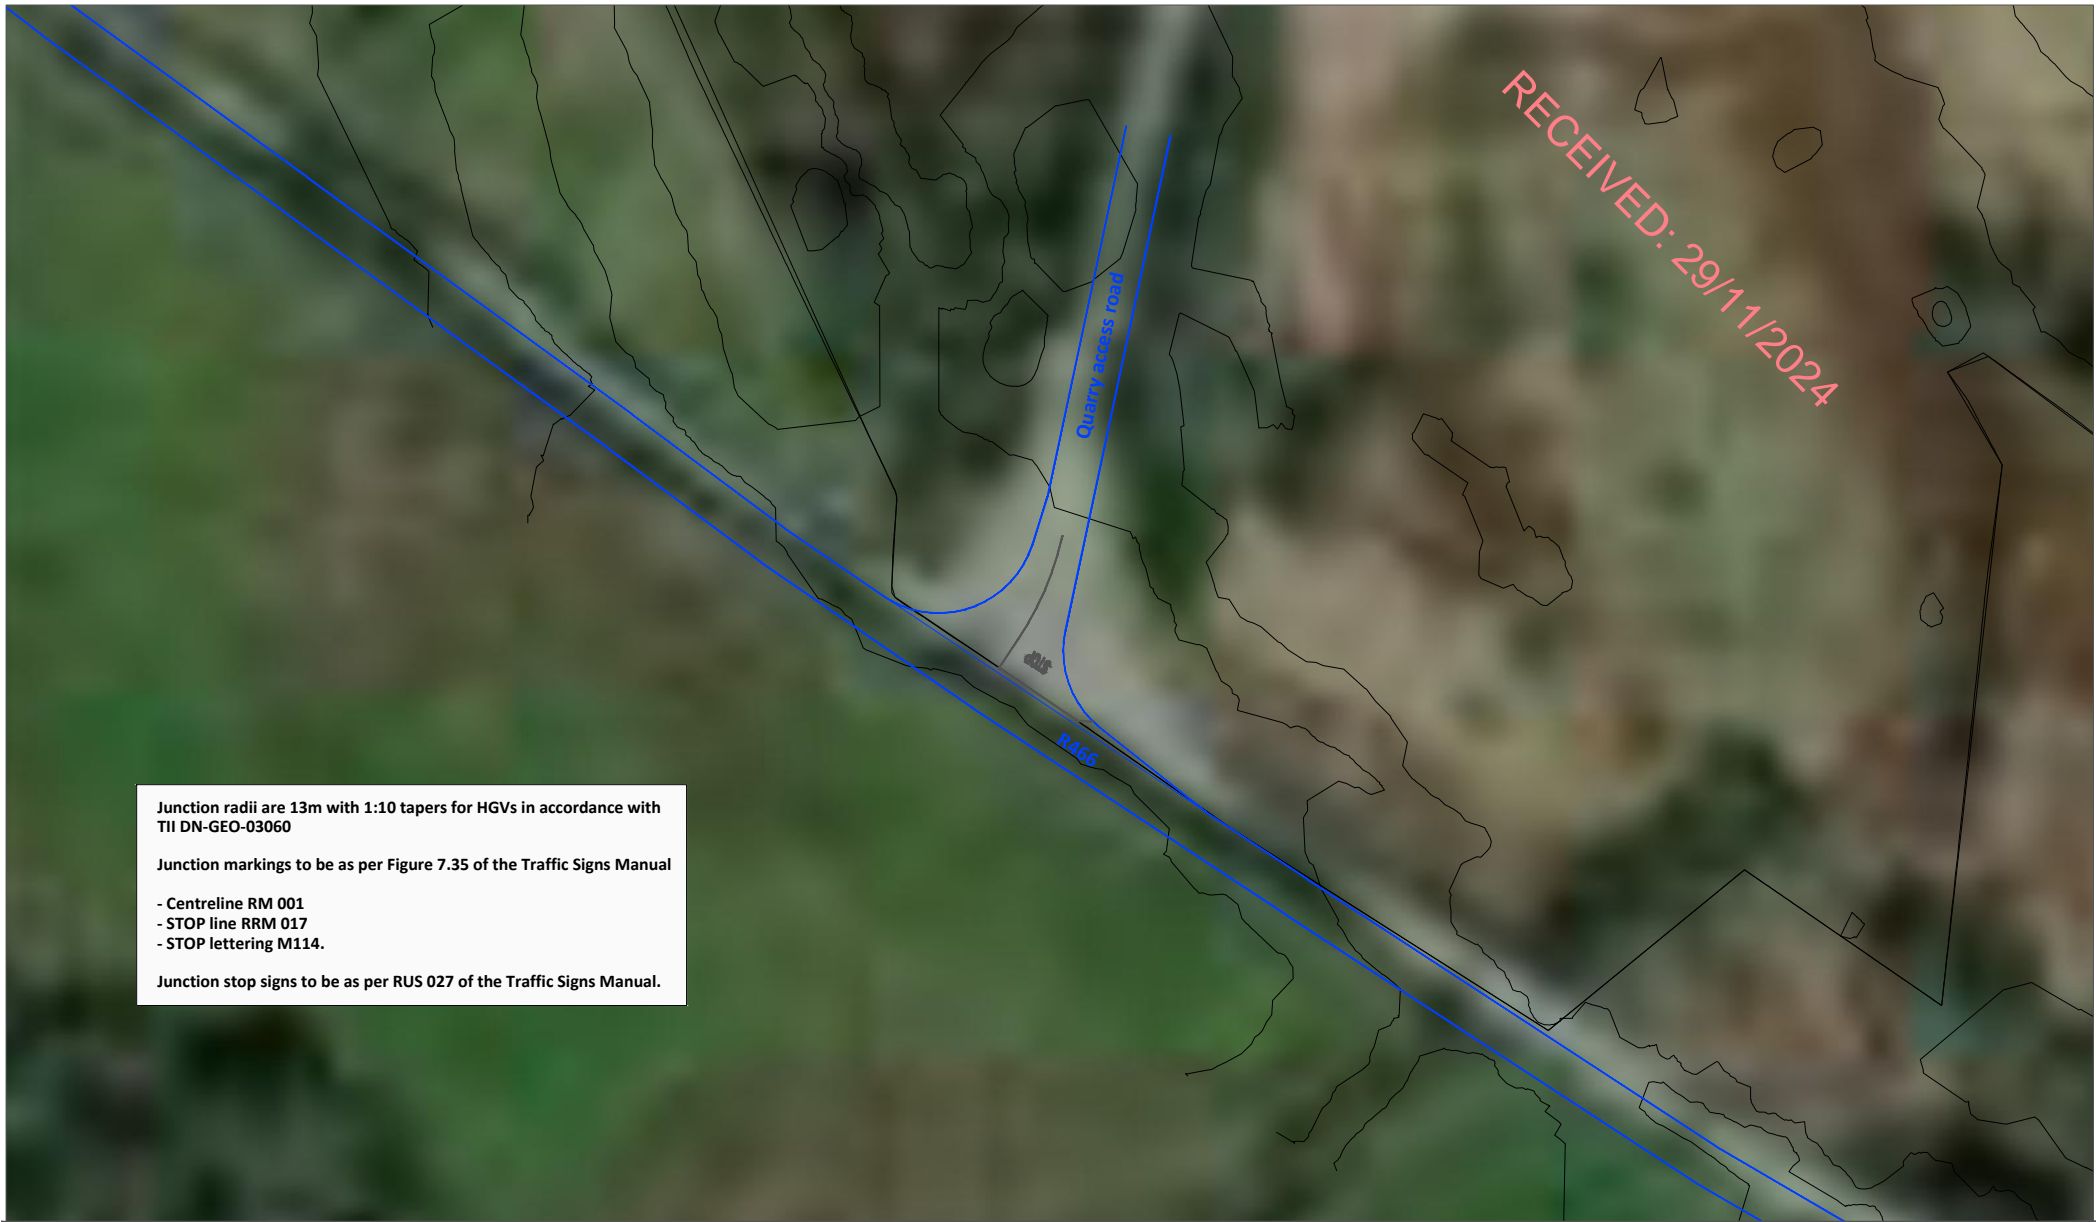 RECEIVED: 29/11/2024
Quarry access road
STOP
R466
Junction radii are 13m with 1:10 tapers for HGVs in accordance with
TII DN-GEO-03060
Junction markings to be as per Figure 7.35 of the Traffic Signs Manual
- Centreline RM 001
- STOP line RRM 017
- STOP lettering M114.
Junction stop signs to be as per RUS 027 of the Traffic Signs Manual.